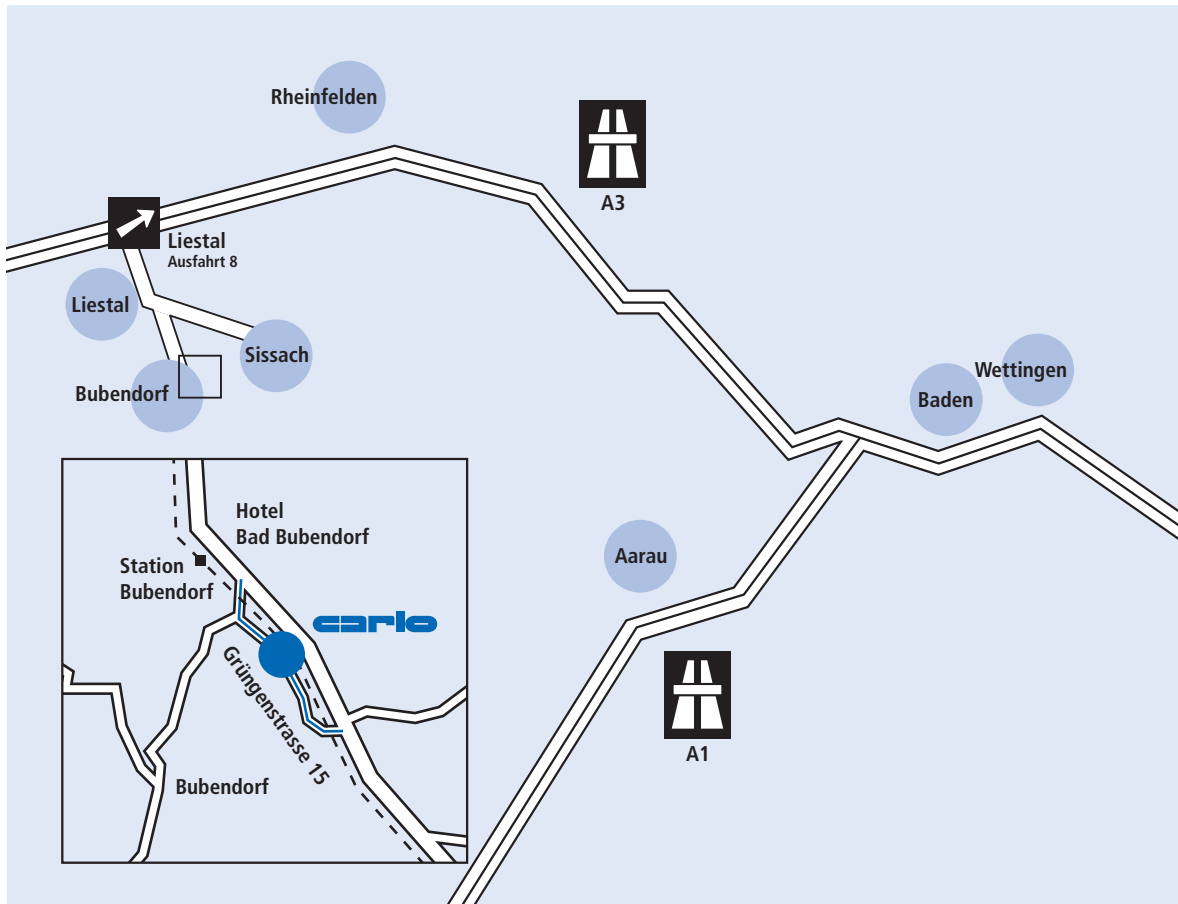 Rheinfelden
A3
Liestal
Ausfahrt 8
Liestal
Sissach
Bubendorf
Wettingen
Baden
Hotel
Bad Bubendorf
Station
Bubendorf
carlo
Grüngenstrasse 15
Bubendorf
Aarau
A1